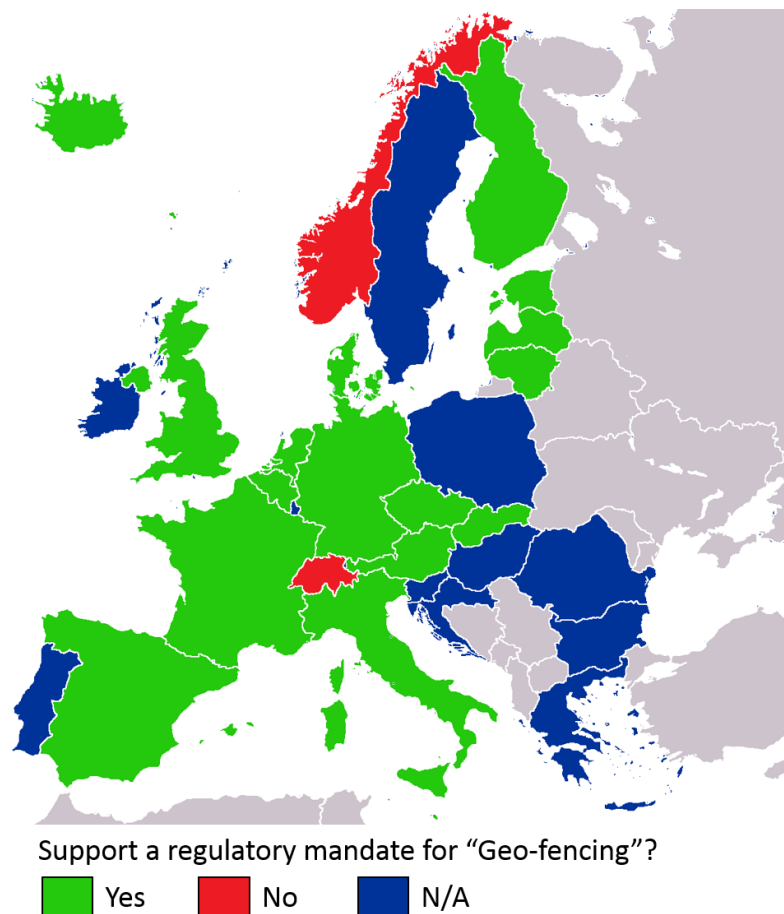 Support a regulatory mandate for “Geo-fencing”?
Yes No N/A